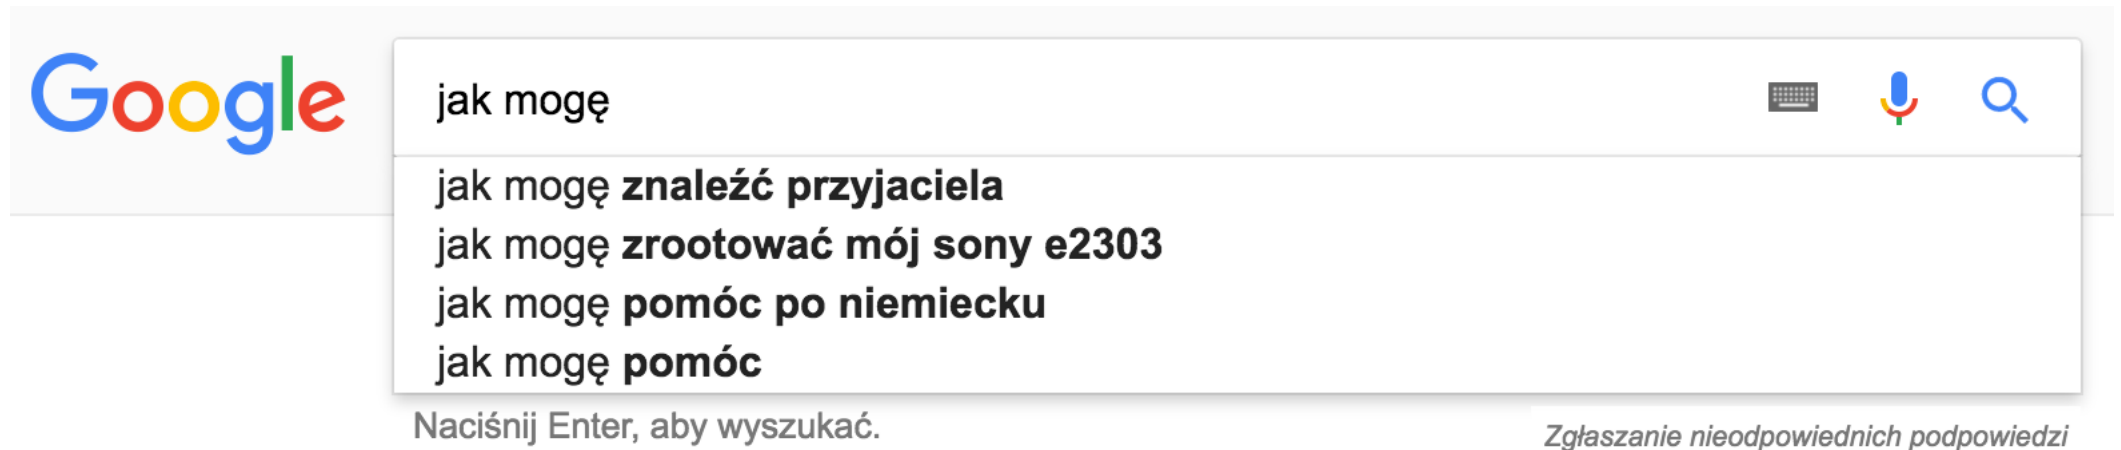 Google
jak mogę
jak mogę znaleźć przyjaciela
jak mogę zrootować mój sony e2303
jak mogę pomóc po niemiecku
jak mogę pomóc
Naciśnij Enter, aby wyszukać.
Zgłaszanie nieodpowiednich podpowiedzi